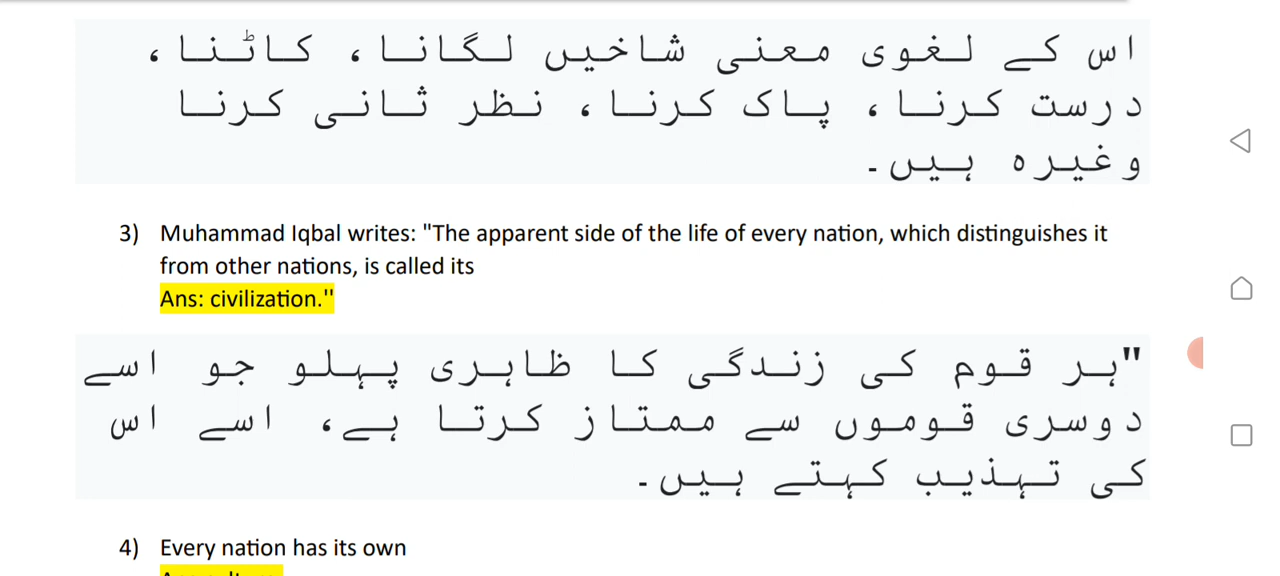 اس کے لغوی معنی شاخیں لگانا، کاٹنا،
درست کرنا، پاک کرنا، نظر ثانی کرنا
وغیرہ ہیں۔
3) Muhammad Iqbal writes: "The apparent side of the life of every nation, which distinguishes it
from other nations, is called its
Ans: civilization."
"ہر قوم کی زندگی کا ظاہری پہلو جو اسے
دوسری قوموں سے ممتاز کرتا ہے، اسے اس
کی تہذیب کہتے ہیں۔
4) Every nation has its own